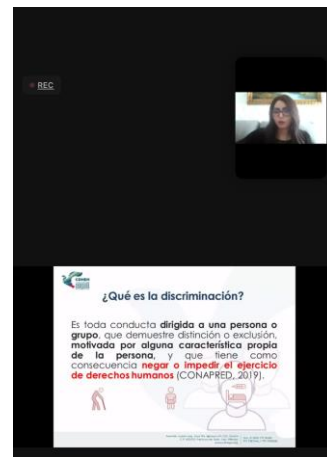 REC
CONDH
¿Qué es la discriminación?
Es toda conducta dirigida a una persona o
grupo, que demuestre distinción o exclusión,
motivada por alguna característica propia
de la persona, y que tiene como
consecuencia negar o impedir el ejercicio
de derechos humanos (CONAPRED, 2019).